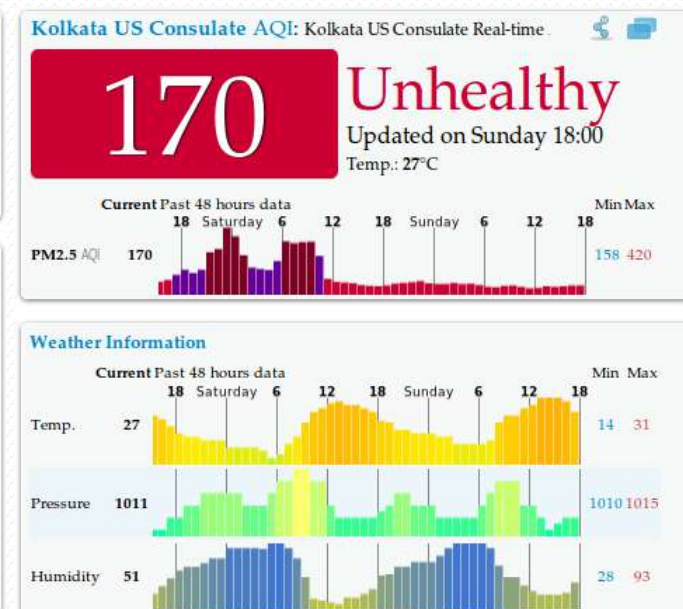 Kolkata US Consulate AQI: Kolkata US Consulate Real-time .
170
Unhealthy
Updated on Sunday 18:00
Temp.: 27°C
Current Past 48 hours data Min Max
18 Saturday 6 12 18 Sunday 6 12 18
PM2.5 AQI 170 158 420
Weather Information
Current Past 48 hours data Min Max
18 Saturday 6 12 18 Sunday 6 12 18
Temp. 27 14 31
Pressure 1011 1010 1015
Humidity 51 28 93